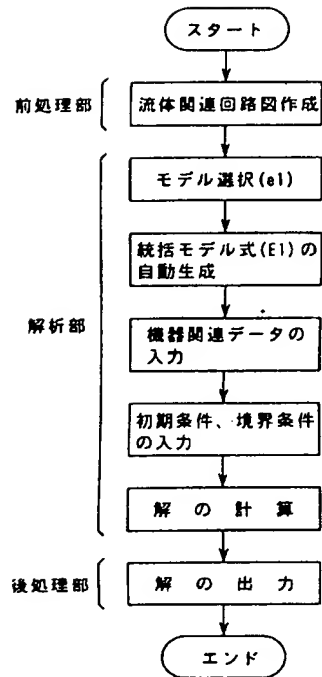 スタート
前処理部
流体関連回路図作成
モデル選択(e1)
統括モデル式(E1)の
自動生成
解析部
機器関連データの
入力
初期条件、境界条件
の入力
解の計算
後処理部
解の出力
エンド